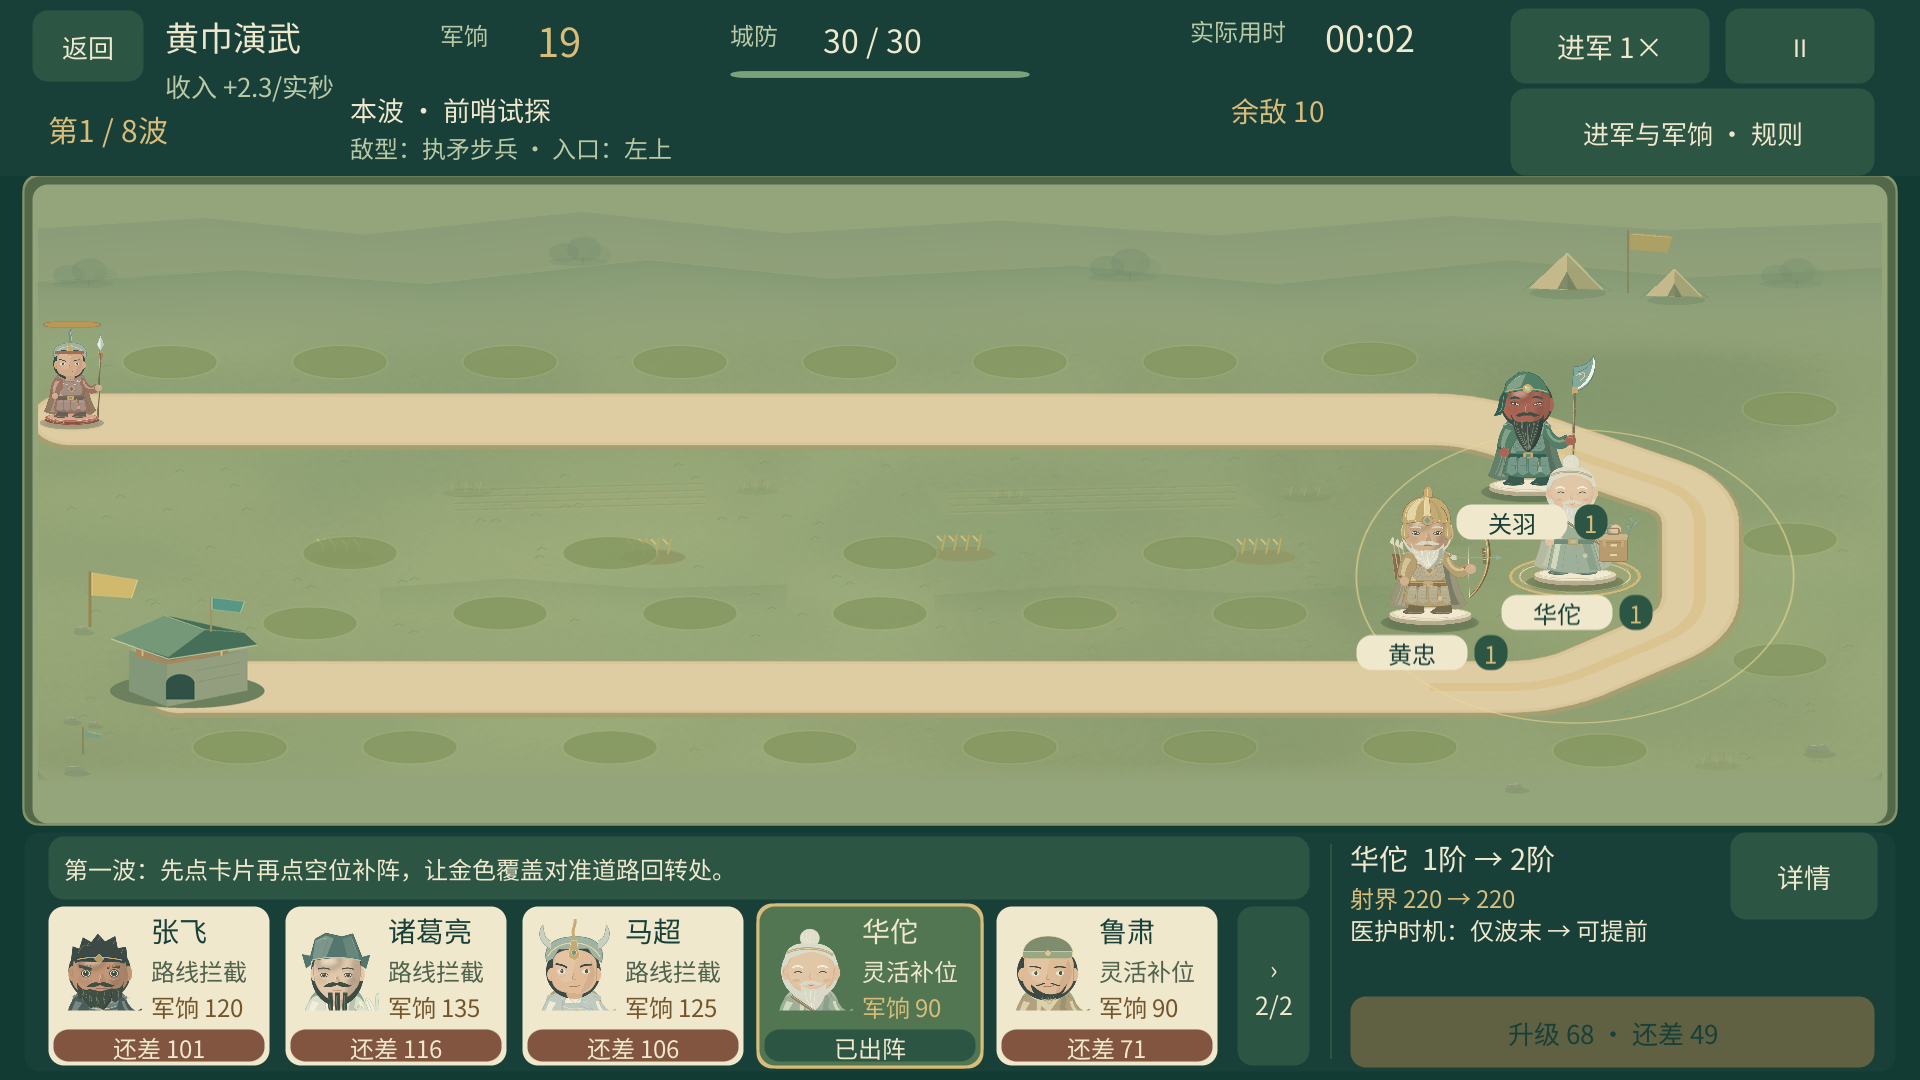 返回
黄巾演武
收入 +2.3/实秒
军饷 19
城防 30 / 30
实际用时 00:02
进军 1×
II
第1 / 8波
本波 · 前哨试探
敌型：执矛步兵 · 入口：左上
余敌 10
进军与军饷 · 规则
关羽 1
华佗 1
黄忠 1
第一波：先点卡片再点空位补阵，让金色覆盖对准道路回转处。
张飞
路线拦截
军饷 120
还差 101
诸葛亮
路线拦截
军饷 135
还差 116
马超
路线拦截
军饷 125
还差 106
华佗
灵活补位
军饷 90
已出阵
鲁肃
灵活补位
军饷 90
还差 71
›
2/2
华佗 1阶 → 2阶
射界 220 → 220
医护时机：仅波末 → 可提前
详情
升级 68 · 还差 49